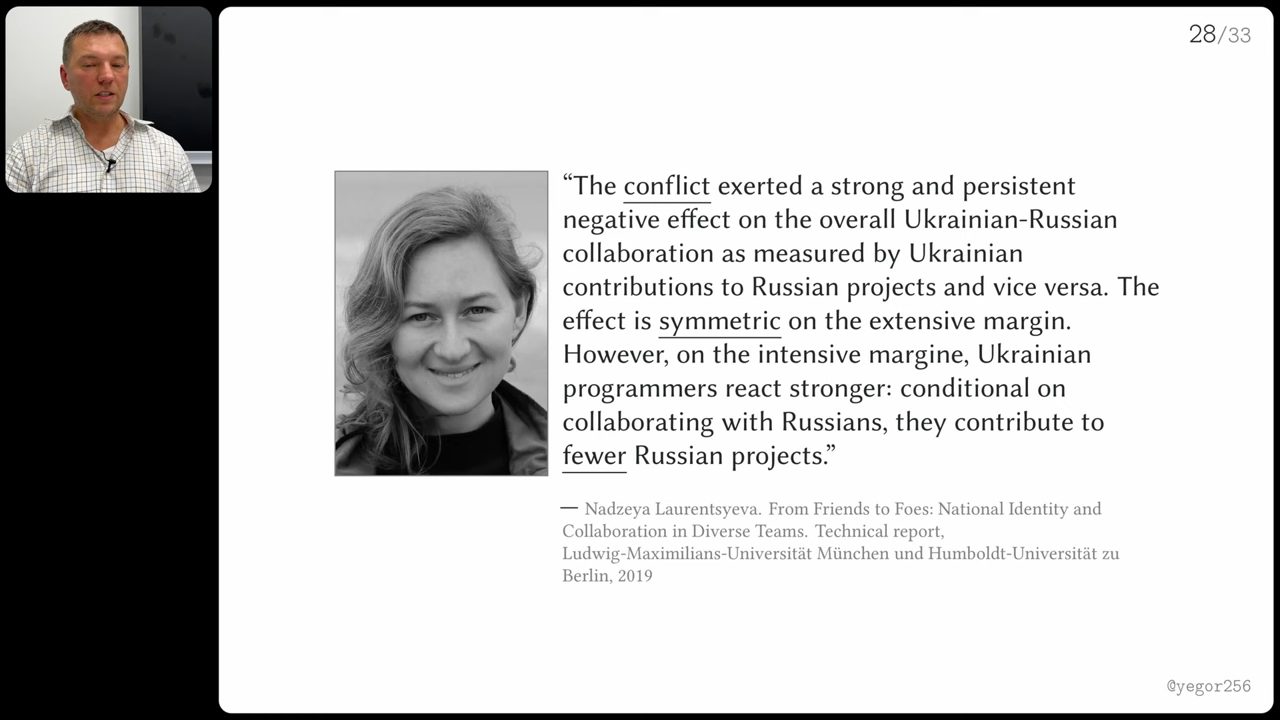 28/33
“The conflict exerted a strong and persistent
negative effect on the overall Ukrainian-Russian
collaboration as measured by Ukrainian
contributions to Russian projects and vice versa. The
effect is symmetric on the extensive margin.
However, on the intensive margine, Ukrainian
programmers react stronger: conditional on
collaborating with Russians, they contribute to
fewer Russian projects.”
— Nadzeya Laurentsyeva. From Friends to Foes: National Identity and
Collaboration in Diverse Teams. Technical report,
Ludwig-Maximilians-Universität München und Humboldt-Universität zu
Berlin, 2019
@yegor256